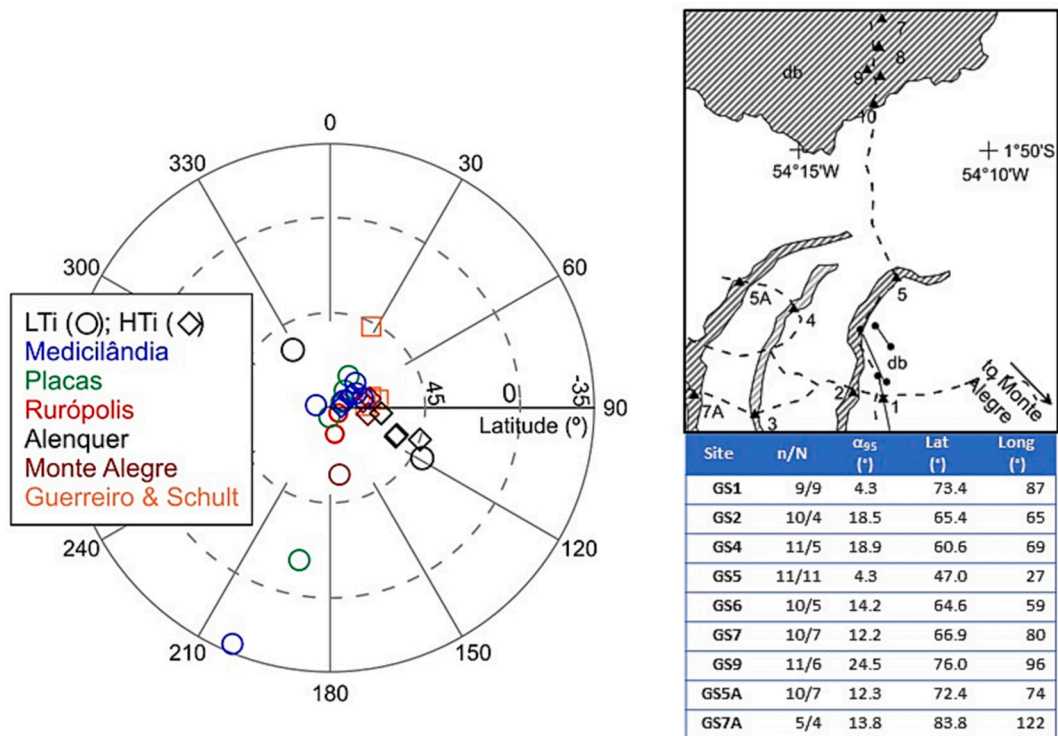 0
30
60
90
120
150
180
210
240
300
330
45
0
-35
Latitude (°)
LTi (○); HTi (◇)
Medicilândia
Placas
Rurópolis
Alenquer
Monte Alegre
Guerreiro & Schult
7
8
9
10
db
54°15'W
1°50'S
54°10'W
5A
4
5
db
7A
3
2
1
to Monte
Alegre
Site n/N α95 (°) Lat (°) Long (°)
GS1 9/9 4.3 73.4 87
GS2 10/4 18.5 65.4 65
GS4 11/5 18.9 60.6 69
GS5 11/11 4.3 47.0 27
GS6 10/5 14.2 64.6 59
GS7 10/7 12.2 66.9 80
GS9 11/6 24.5 76.0 96
GS5A 10/7 12.3 72.4 74
GS7A 5/4 13.8 83.8 122